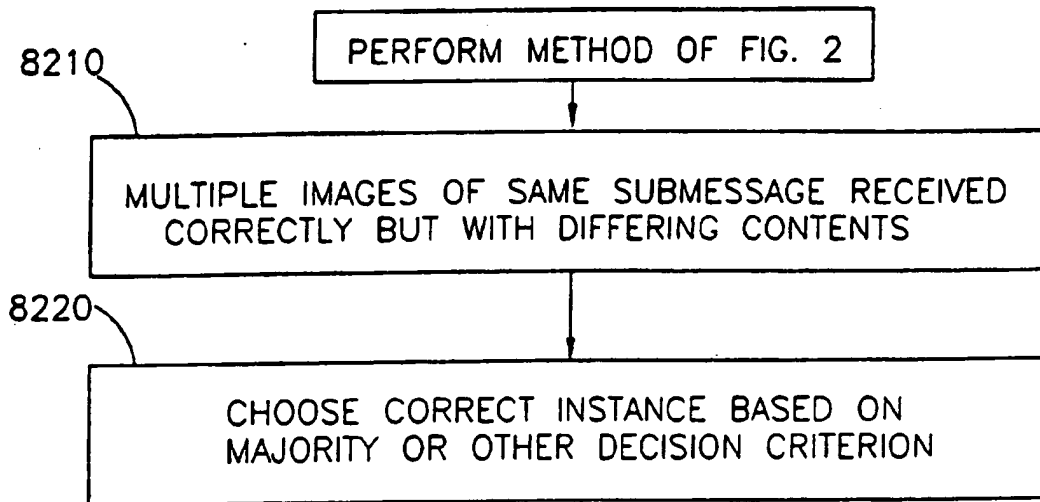 PERFORM METHOD OF FIG. 2
8210
MULTIPLE IMAGES OF SAME SUBMESSAGE RECEIVED
CORRECTLY BUT WITH DIFFERING CONTENTS
8220
CHOOSE CORRECT INSTANCE BASED ON
MAJORITY OR OTHER DECISION CRITERION